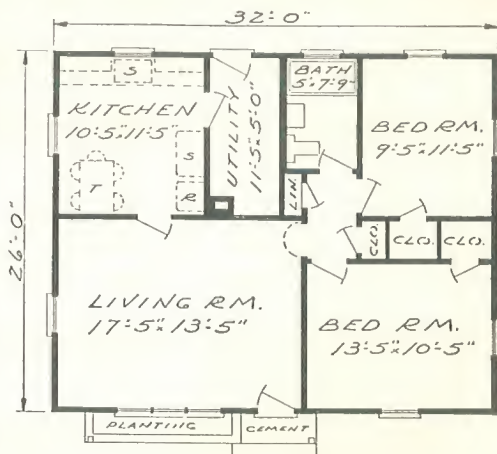 32'-0"
26'-0"
S
KITCHEN
10'-5"x11'-5"
S
R
T
UTILITY
11'-5"x5'-0"
BATH
5'x7'-9"
BED RM.
9'-5"x11'-5"
LIN.
CLO.
CLO.
CLO.
LIVING RM.
17'-5"x13'-5"
BED RM.
13'-5"x10'-5"
PLANTING
CEMENT